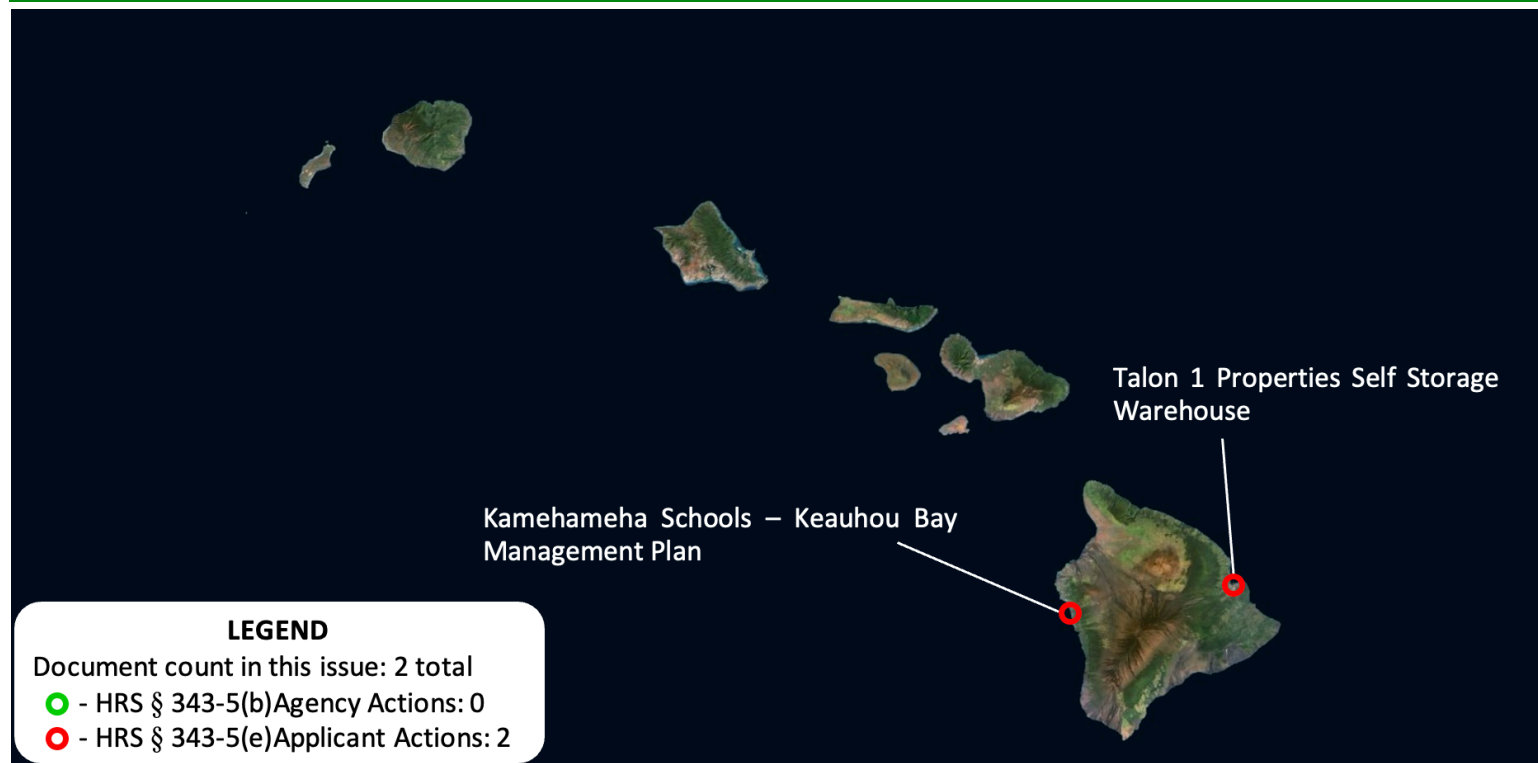 Talon 1 Properties Self Storage
Warehouse
Kamehameha Schools – Keauhou Bay
Management Plan
LEGEND
Document count in this issue: 2 total
- HRS § 343-5(b)Agency Actions: 0
- HRS § 343-5(e)Applicant Actions: 2